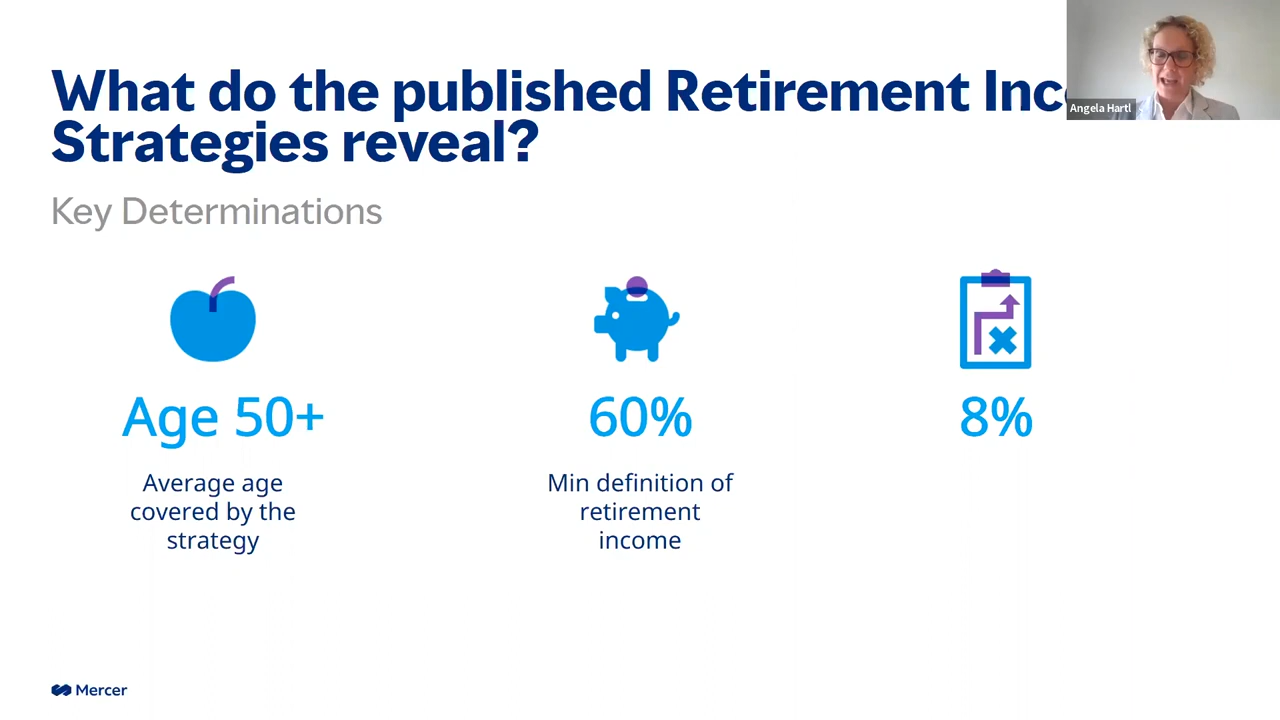 What do the published Retirement Inc
Strategies reveal?
Angela Hartl
Key Determinations
Age 50+
60%
8%
Average age
covered by the
strategy
Min definition of
retirement
income
Mercer